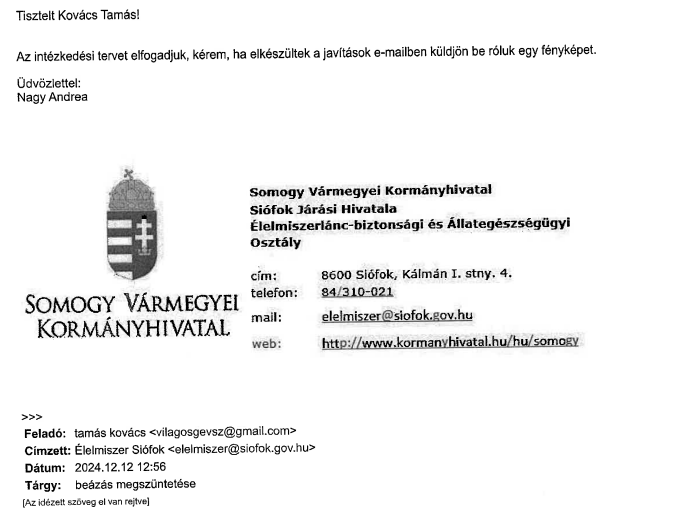 Tisztelt Kovács Tamás!
Az intézkedési tervet elfogadjuk, kérem, ha elkészültek a javítások e-mailben küldjön be róluk egy fényképet.
Üdvözlettel:
Nagy Andrea
SOMOGY VÁRMEGYEI
KORMÁNYHIVATAL
Somogy Vármegyei Kormányhivatal
Siófok Járási Hivatala
Élelmiszerlánc-biztonsági és Állategészségügyi
Osztály
cím: 8600 Siófok, Kálmán I. stny. 4.
telefon: 84/310-021
mail: elelmiszer@siofok.gov.hu
web: http://www.kormanyhivatal.hu/hu/somogy
>>>
Feladó: tamás kovács <vilagosgevsz@gmail.com>
Címzett: Élelmiszer Siófok <elelmiszer@siofok.gov.hu>
Dátum: 2024.12.12 12:56
Tárgy: beázás megszüntetése
[Az idézett szöveg el van rejtve]